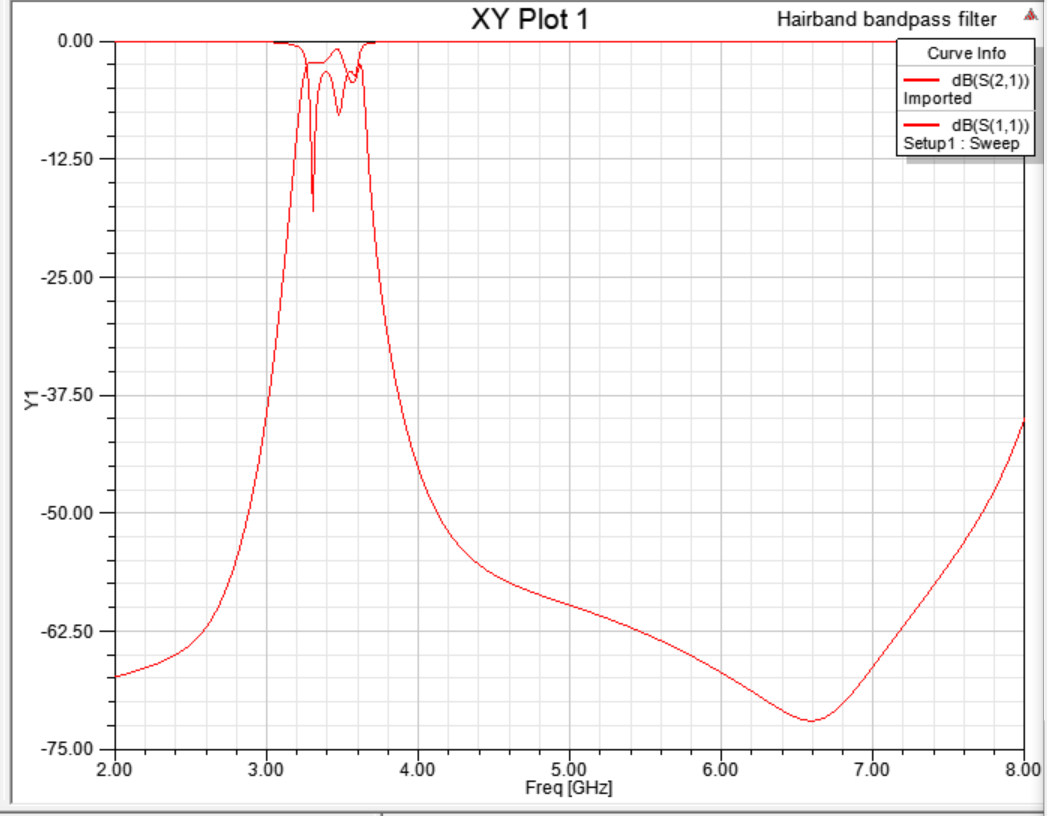 XY Plot 1
Hairband bandpass filter
Curve Info
dB(S(2,1))
Imported
dB(S(1,1))
Setup1 : Sweep
0.00
-12.50
-25.00
-37.50
-50.00
-62.50
-75.00
Y1
2.00 3.00 4.00 5.00 6.00 7.00 8.00
Freq [GHz]